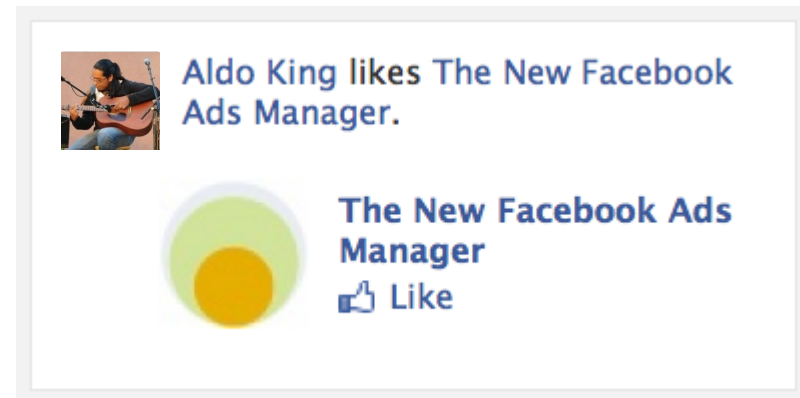 Aldo King likes The New Facebook
Ads Manager.
The New Facebook Ads
Manager
Like